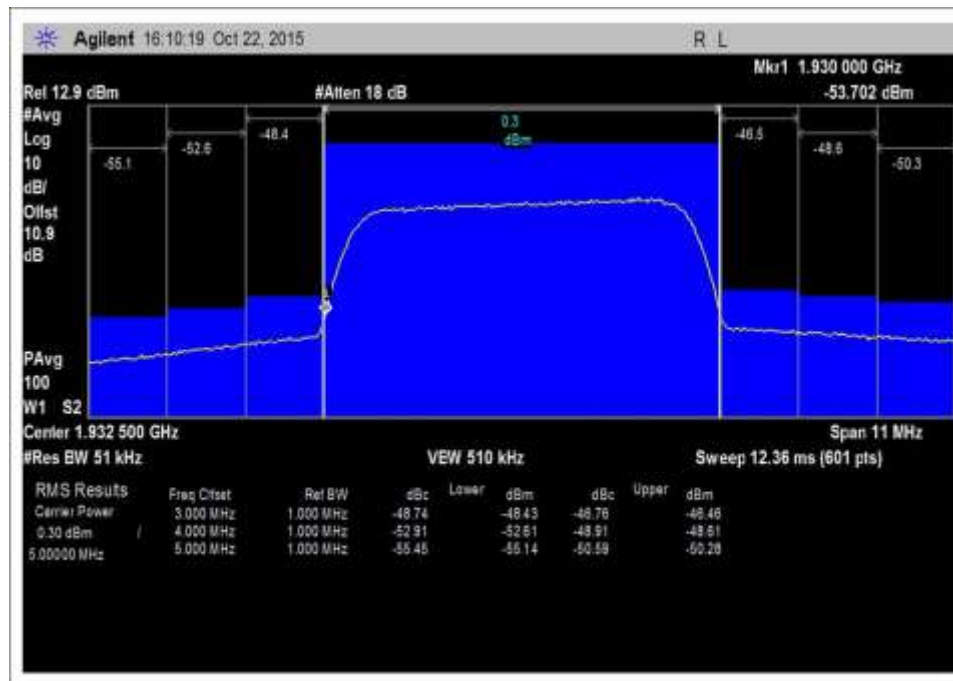 Agilent 16:10:19 Oct 22, 2015 R L
Mkr1 1.930 000 GHz
Ref 12.9 dBm #Atten 18 dB -53.702 dBm
#Avg
Log
10
dB/
Offst
10.9
dB
0.3
dBm
-55.1 -52.6 -48.4 -46.5 -48.6 -50.3
PAvg
100
W1 S2
Center 1.932 500 GHz Span 11 MHz
#Res BW 51 kHz VBW 510 kHz Sweep 12.36 ms (601 pts)
RMS Results Freq Offset Ref BW dBc Lower dBm dBc Upper dBm
Carrier Power 3.000 MHz 1.000 MHz -48.74 -48.43 -46.76 -46.46
0.30 dBm / 4.000 MHz 1.000 MHz -52.91 -52.61 -48.91 -48.61
5.00000 MHz 5.000 MHz 1.000 MHz -55.45 -55.14 -50.59 -50.28